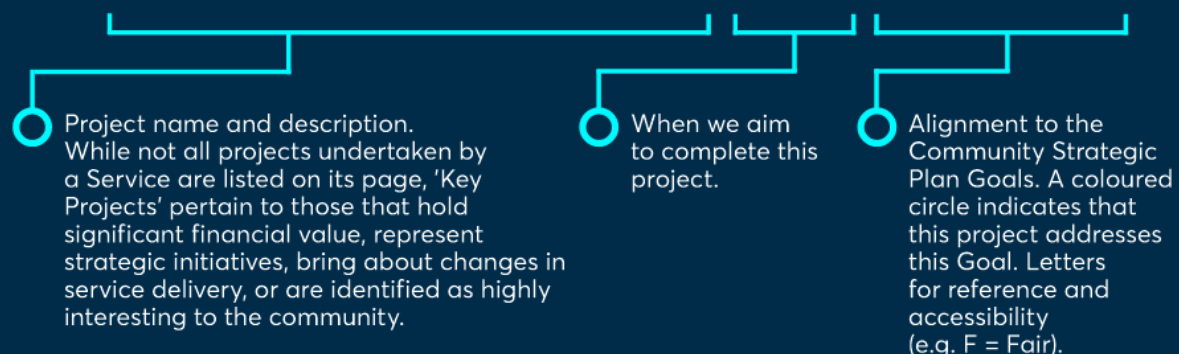 Project name and description.
While not all projects undertaken by
a Service are listed on its page, 'Key
Projects' pertain to those that hold
significant financial value, represent
strategic initiatives, bring about changes in
service delivery, or are identified as highly
interesting to the community.
When we aim
to complete this
project.
Alignment to the
Community Strategic
Plan Goals. A coloured
circle indicates that
this project addresses
this Goal. Letters
for reference and
accessibility
(e.g. F = Fair).